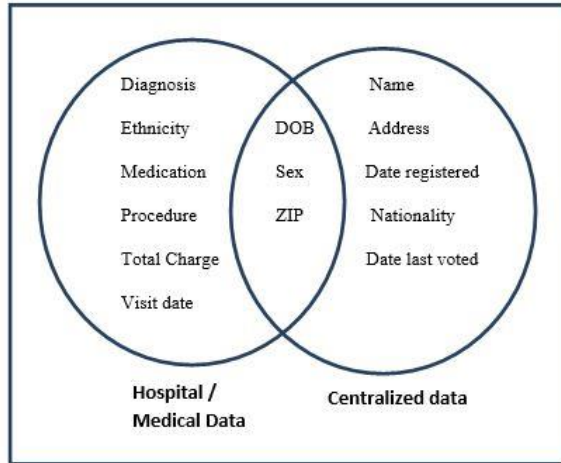 Diagnosis
Ethnicity
Medication
Procedure
Total Charge
Visit date
DOB
Sex
ZIP
Name
Address
Date registered
Nationality
Date last voted
Hospital /
Medical Data
Centralized data